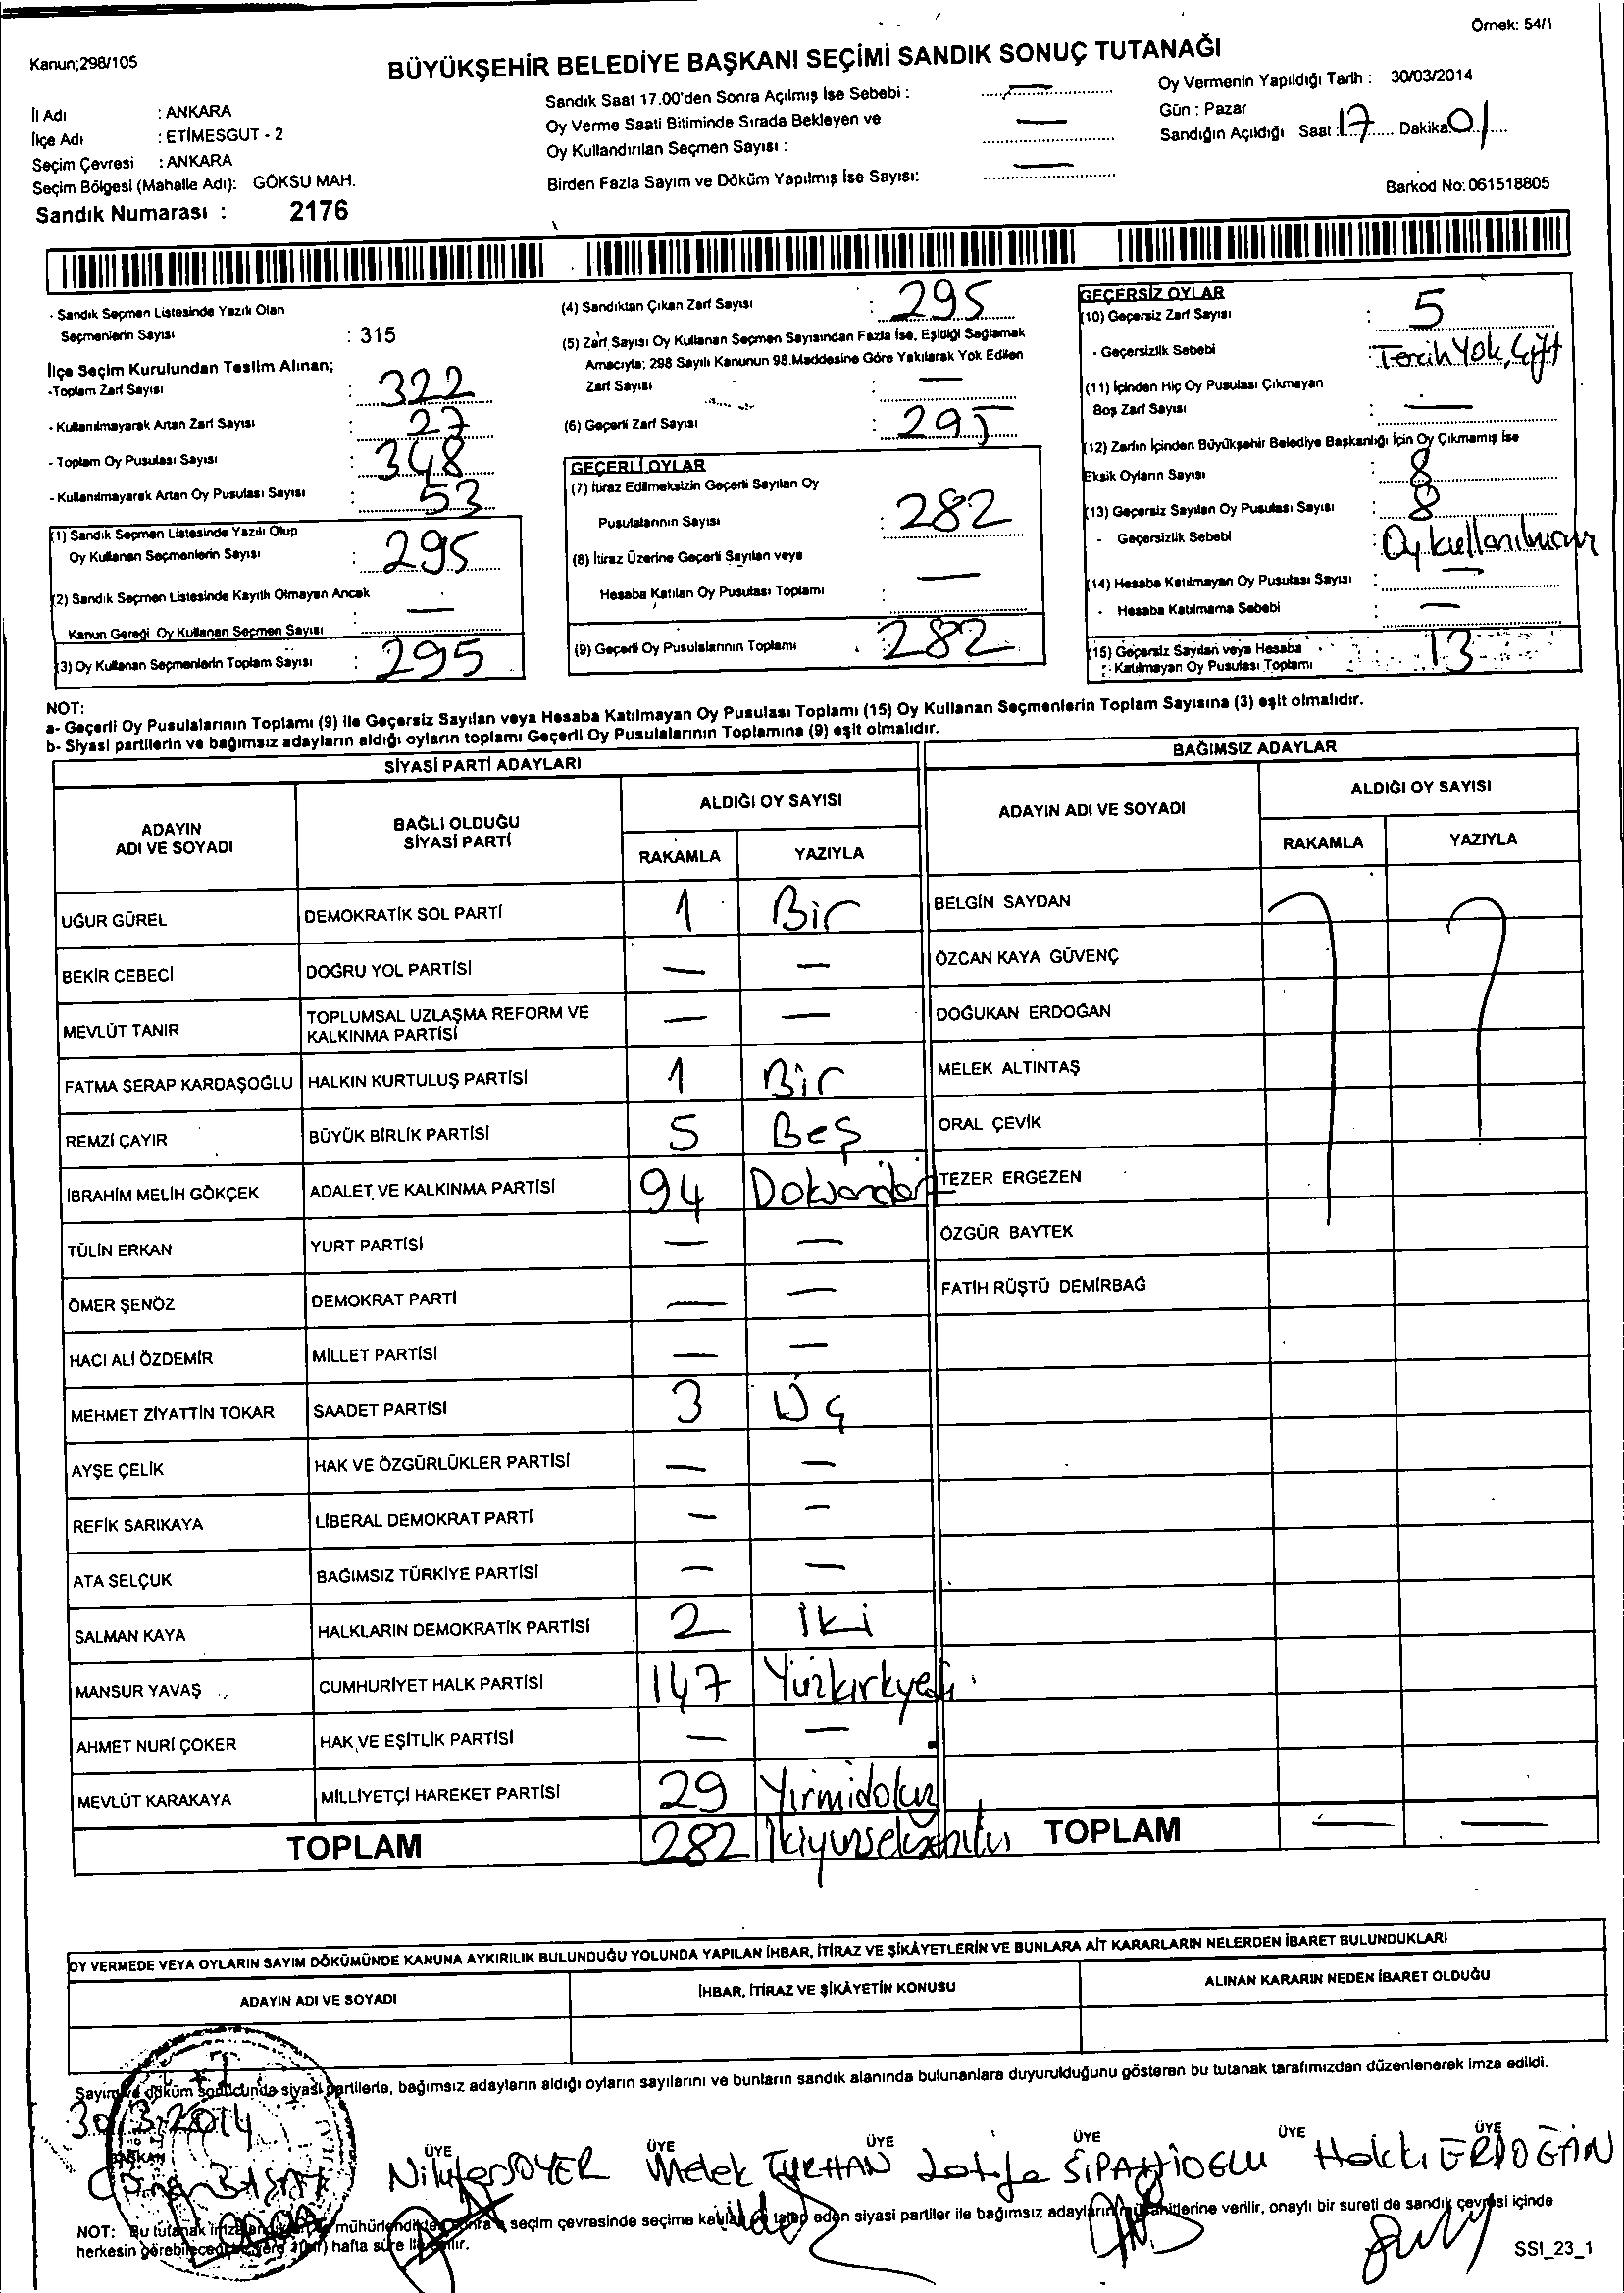 Örnek: 54/1
Kanun;298/105
BÜYÜKŞEHİR BELEDİYE BAŞKANI SEÇİMİ SANDIK SONUÇ TUTANAĞI
İl Adı : ANKARA
İlçe Adı : ETİMESGUT - 2
Seçim Çevresi : ANKARA
Seçim Bölgesi (Mahalle Adı): GÖKSU MAH.
Sandık Numarası : 2176
Sandık Saat 17.00'den Sonra Açılmış İse Sebebi : —
Oy Verme Saati Bitiminde Sırada Bekleyen ve
Oy Kullandırılan Seçmen Sayısı : —
Birden Fazla Sayım ve Döküm Yapılmış İse Sayısı: —
Oy Vermenin Yapıldığı Tarih : 30/03/2014
Gün : Pazar
Sandığın Açıldığı Saat : 17 Dakika 01
Barkod No: 061518805
- Sandık Seçmen Listesinde Yazılı Olan
Seçmenlerin Sayısı : 315
İlçe Seçim Kurulundan Teslim Alınan;
-Toplam Zarf Sayısı : 322
- Kullanılmayarak Artan Zarf Sayısı : 27
- Toplam Oy Pusulası Sayısı : 348
- Kullanılmayarak Artan Oy Pusulası Sayısı : 53
(1) Sandık Seçmen Listesinde Yazılı Olup
Oy Kullanan Seçmenlerin Sayısı : 295
(2) Sandık Seçmen Listesinde Kayıtlı Olmayan Ancak
Kanun Gereği Oy Kullanan Seçmen Sayısı : —
(3) Oy Kullanan Seçmenlerin Toplam Sayısı : 295
(4) Sandıktan Çıkan Zarf Sayısı : 295
(5) Zarf Sayısı Oy Kullanan Seçmen Sayısından Fazla İse, Eşitliği Sağlamak
Amacıyla; 298 Sayılı Kanunun 98.Maddesine Göre Yakılarak Yok Edilen
Zarf Sayısı : —
(6) Geçerli Zarf Sayısı : 295
GEÇERLİ OYLAR
(7) İtiraz Edilmeksizin Geçerli Sayılan Oy
Pusulalarının Sayısı : 282
(8) İtiraz Üzerine Geçerli Sayılan veya
Hesaba Katılan Oy Pusulası Toplamı : —
(9) Geçerli Oy Pusulalarının Toplamı : 282
GEÇERSİZ OYLAR
(10) Geçersiz Zarf Sayısı : 5
- Geçersizlik Sebebi : Tercih Yok, Çift
(11) İçinden Hiç Oy Pusulası Çıkmayan
Boş Zarf Sayısı : —
(12) Zarfın İçinden Büyükşehir Belediye Başkanlığı İçin Oy Çıkmamış İse
Eksik Oyların Sayısı : 8
(13) Geçersiz Sayılan Oy Pusulası Sayısı : 8
- Geçersizlik Sebebi : Oy
(14) Hesaba Katılmayan Oy Pusulası Sayısı : —
- Hesaba Katılmama Sebebi : —
(15) Geçersiz Sayılan veya Hesaba
Katılmayan Oy Pusulası Toplamı : 13
NOT:
a- Geçerli Oy Pusulalarının Toplamı (9) ile Geçersiz Sayılan veya Hesaba Katılmayan Oy Pusulası Toplamı (15) Oy Kullanan Seçmenlerin Toplam Sayısına (3) eşit olmalıdır.
b- Siyasi partilerin ve bağımsız adayların aldığı oyların toplamı Geçerli Oy Pusulalarının Toplamına (9) eşit olmalıdır.
SİYASİ PARTİ ADAYLARI
ADAYIN ADI VE SOYADI
BAĞLI OLDUĞU SİYASİ PARTİ
ALDIĞI OY SAYISI
RAKAMLA YAZIYLA
UĞUR GÜREL DEMOKRATİK SOL PARTİ 1 Bir
BEKİR CEBECİ DOĞRU YOL PARTİSİ — —
MEVLÜT TANIR TOPLUMSAL UZLAŞMA REFORM VE KALKINMA PARTİSİ — —
FATMA SERAP KARDAŞOĞLU HALKIN KURTULUŞ PARTİSİ 1 Bir
REMZİ ÇAYIR BÜYÜK BİRLİK PARTİSİ 5 Beş
İBRAHİM MELİH GÖKÇEK ADALET VE KALKINMA PARTİSİ 94 Doksandört
TÜLİN ERKAN YURT PARTİSİ — —
ÖMER ŞENÖZ DEMOKRAT PARTİ — —
HACI ALİ ÖZDEMİR MİLLET PARTİSİ — —
MEHMET ZİYATTİN TOKAR SAADET PARTİSİ 3 Üç
AYŞE ÇELİK HAK VE ÖZGÜRLÜKLER PARTİSİ — —
REFİK SARIKAYA LİBERAL DEMOKRAT PARTİ — —
ATA SELÇUK BAĞIMSIZ TÜRKİYE PARTİSİ — —
SALMAN KAYA HALKLARIN DEMOKRATİK PARTİSİ 2 İki
MANSUR YAVAŞ CUMHURİYET HALK PARTİSİ 147 Yüzkırkyedi
AHMET NURİ ÇOKER HAK VE EŞİTLİK PARTİSİ — —
MEVLÜT KARAKAYA MİLLİYETÇİ HAREKET PARTİSİ 29 Yirmidokuz
TOPLAM 282
BAĞIMSIZ ADAYLAR
ADAYIN ADI VE SOYADI
ALDIĞI OY SAYISI
RAKAMLA YAZIYLA
BELGİN SAYDAN
ÖZCAN KAYA GÜVENÇ
DOĞUKAN ERDOĞAN
MELEK ALTINTAŞ
ORAL ÇEVİK
TEZER ERGEZEN
ÖZGÜR BAYTEK
FATİH RÜŞTÜ DEMİRBAĞ
TOPLAM — —
OY VERMEDE VEYA OYLARIN SAYIM DÖKÜMÜNDE KANUNA AYKIRILIK BULUNDUĞU YOLUNDA YAPILAN İHBAR, İTİRAZ VE ŞİKÂYETLERİN VE BUNLARA AİT KARARLARIN NELERDEN İBARET BULUNDUKLARI
ADAYIN ADI VE SOYADI İHBAR, İTİRAZ VE ŞİKÂYETİN KONUSU ALINAN KARARIN NEDEN İBARET OLDUĞU
Sayım ve döküm sonucunda siyasi partilerle, bağımsız adayların aldığı oyların sayılarını ve bunların sandık alanında bulunanlara duyurulduğunu gösteren bu tutanak tarafımızdan düzenlenerek imza edildi.
30.3.2014
BAŞKAN ÜYE ÜYE ÜYE ÜYE ÜYE ÜYE
Nilüfer SOYER Melek TURHAN Latife SİPAHİOĞLU Hakkı ERDOĞAN
NOT: Bu tutanak mühürlendikten sonra o seçim çevresinde seçime katılan ve talep eden siyasi partiler ile bağımsız adayların müşahitlerine verilir, onaylı bir sureti de sandık çevresi içinde
herkesin görebileceği yere hafta süre ile
SSI_23_1